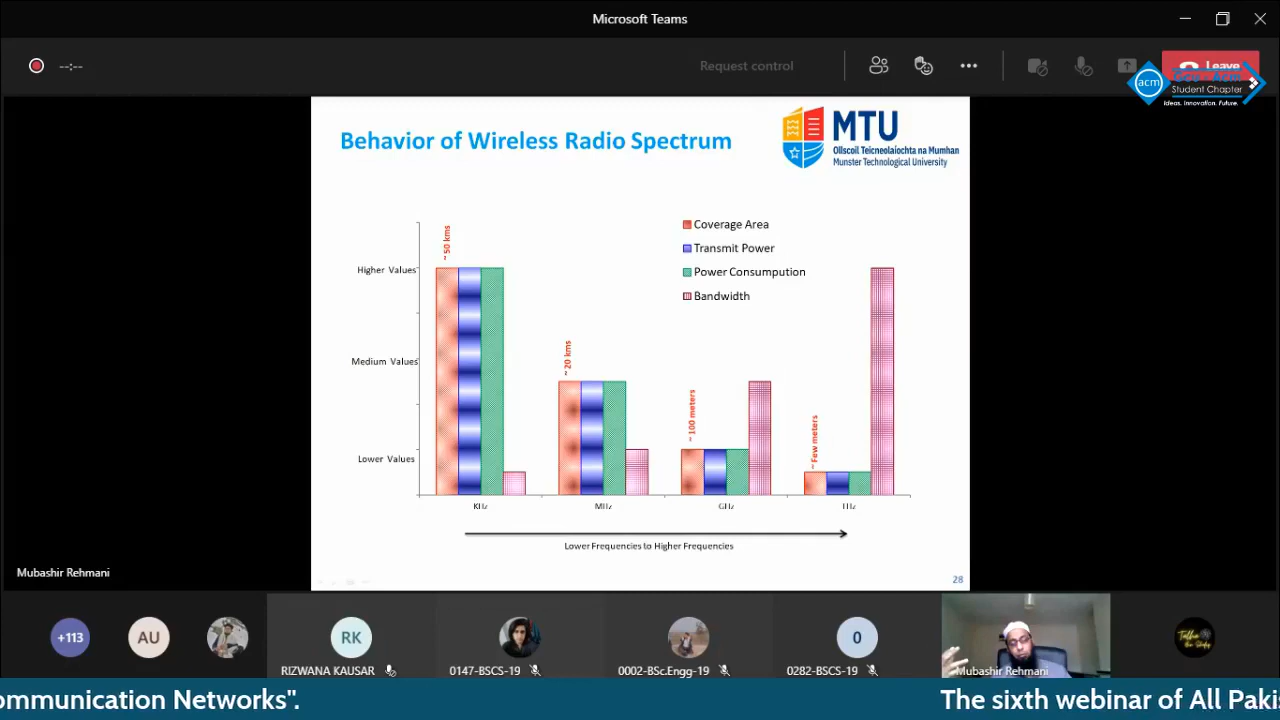 Microsoft Teams
--:--
Request control
Leave
acm
Student Chapter
Ideas. Innovation. Future.
Behavior of Wireless Radio Spectrum
MTU
Ollscoil Teicneolaíochta na Mumhan
Munster Technological University
Coverage Area
Transmit Power
Power Consumpution
Bandwidth
Higher Values
Medium Values
Lower Values
~ 50 kms
~ 20 kms
~ 100 meters
~ Few meters
KHz
MHz
GHz
THz
Lower Frequencies to Higher Frequencies
28
Mubashir Rehmani
+113
AU
RK
RIZWANA KAUSAR
0147-BSCS-19
0002-BSc.Engg-19
0
0282-BSCS-19
Mubashir Rehmani
ommunication Networks". The sixth webinar of All Pakis